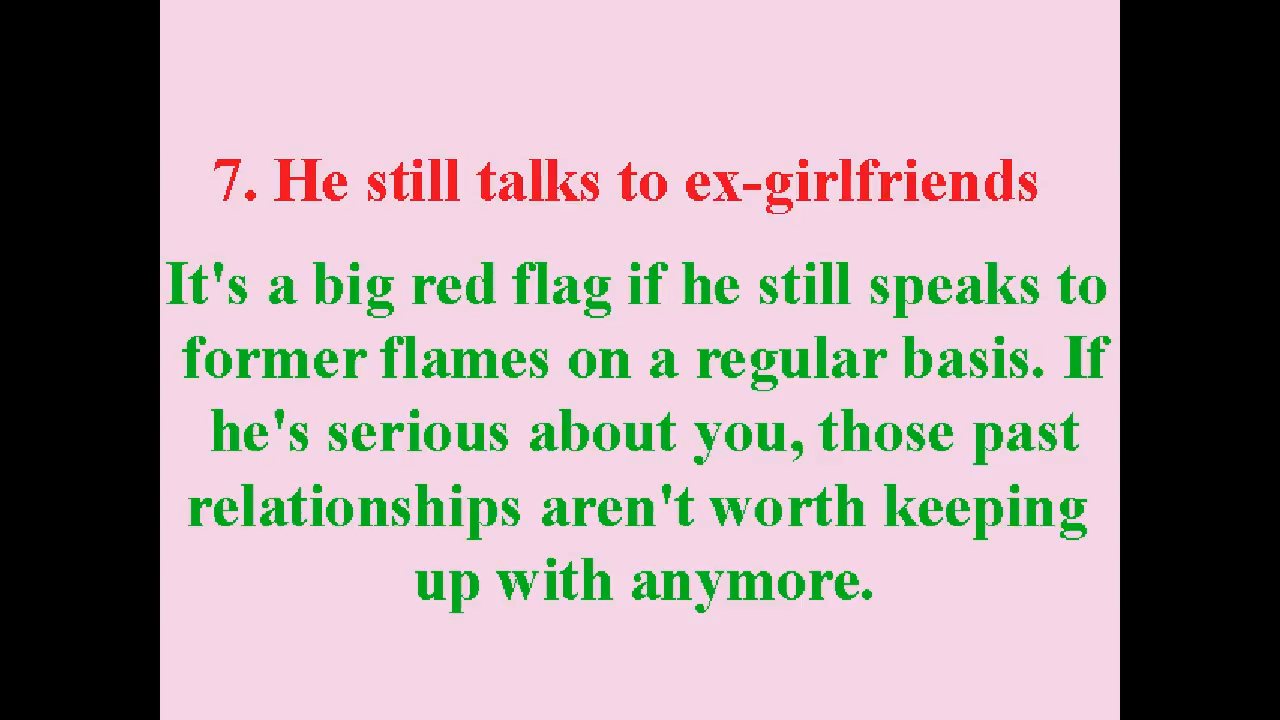 7. He still talks to ex-girlfriends
It's a big red flag if he still speaks to
former flames on a regular basis. If
he's serious about you, those past
relationships aren't worth keeping
up with anymore.